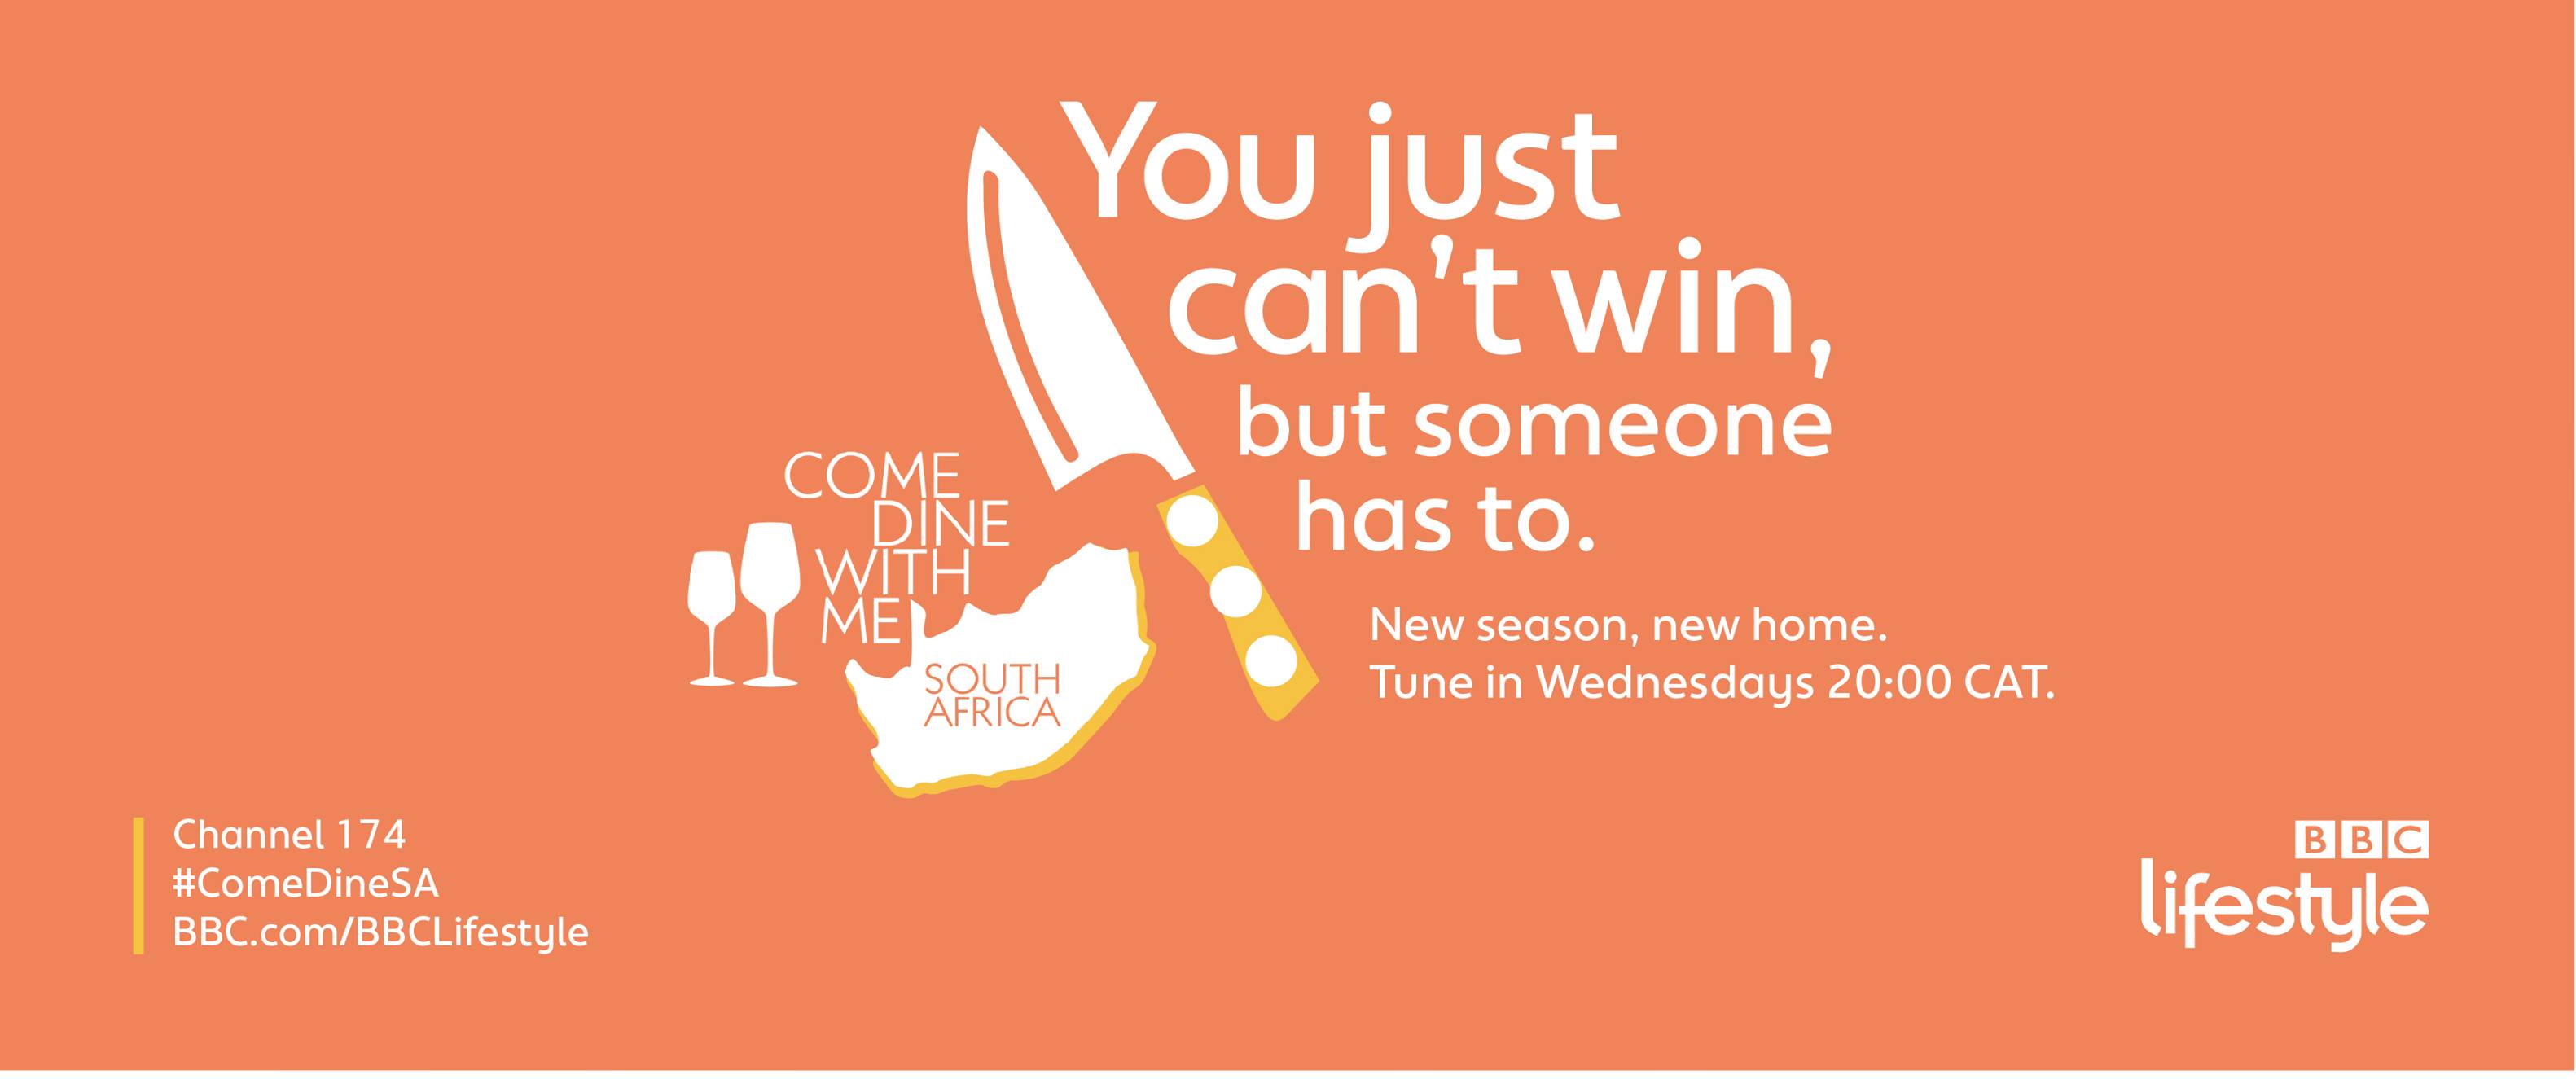 You just
can't win,
but someone
has to.
COME
DINE
WITH
ME
SOUTH
AFRICA
New season, new home.
Tune in Wednesdays 20:00 CAT.
Channel 174
#ComeDineSA
BBC.com/BBCLifestyle
BBC
lifestyle